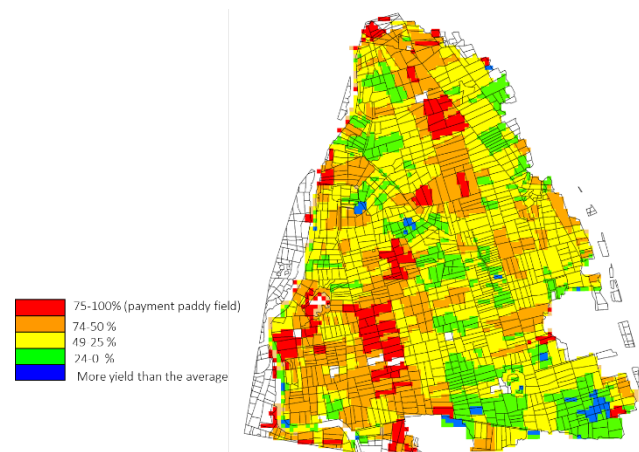 75-100% (payment paddy field)
74-50 %
49-25 %
24-0 %
More yield than the average